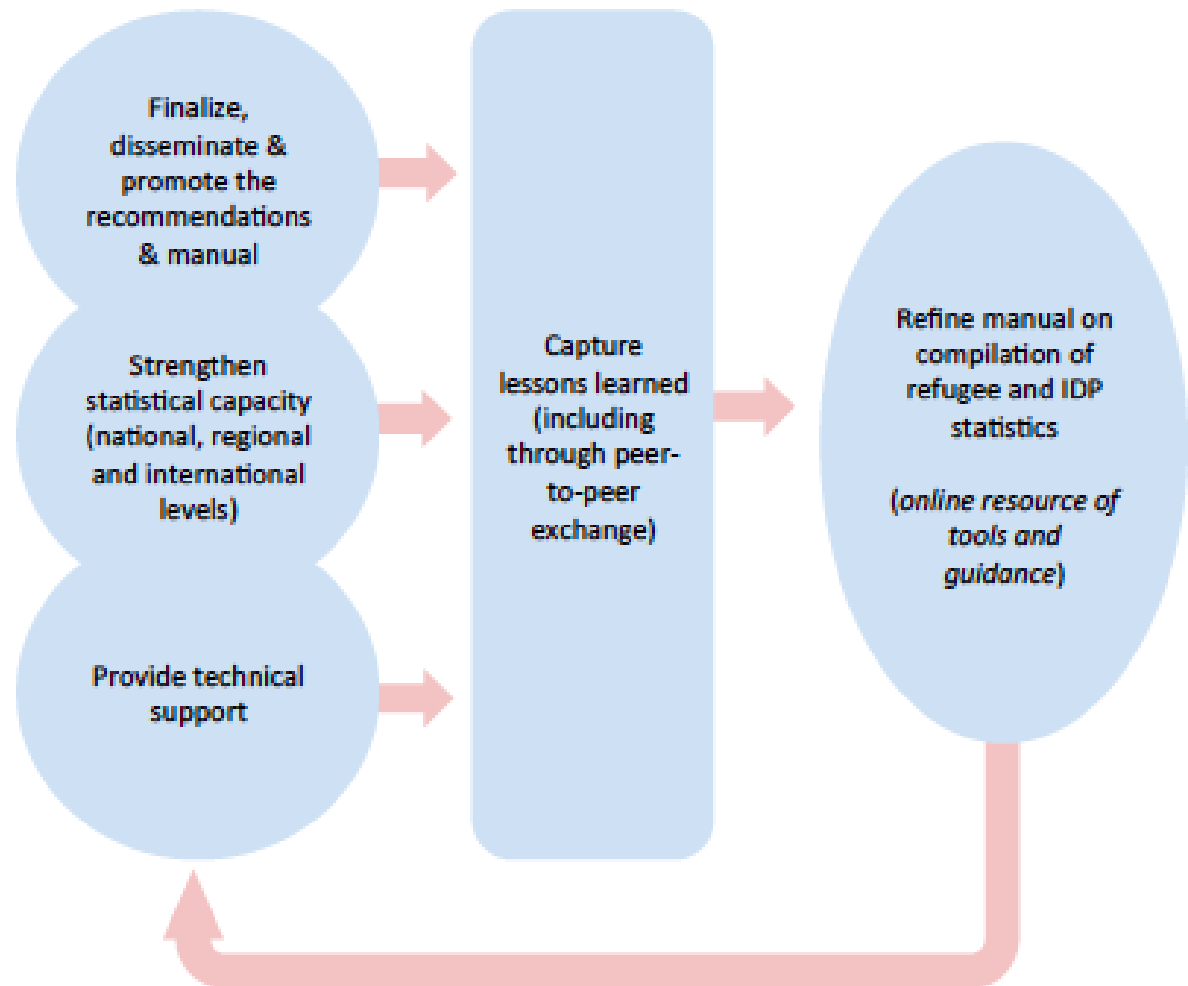 Finalize,
disseminate &
promote the
recommendations
& manual
Strengthen
statistical capacity
(national, regional
and international
levels)
Provide technical
support
Capture
lessons learned
(including
through peer-
to-peer
exchange)
Refine manual on
compilation of
refugee and IDP
statistics
(online resource of
tools and
guidance)